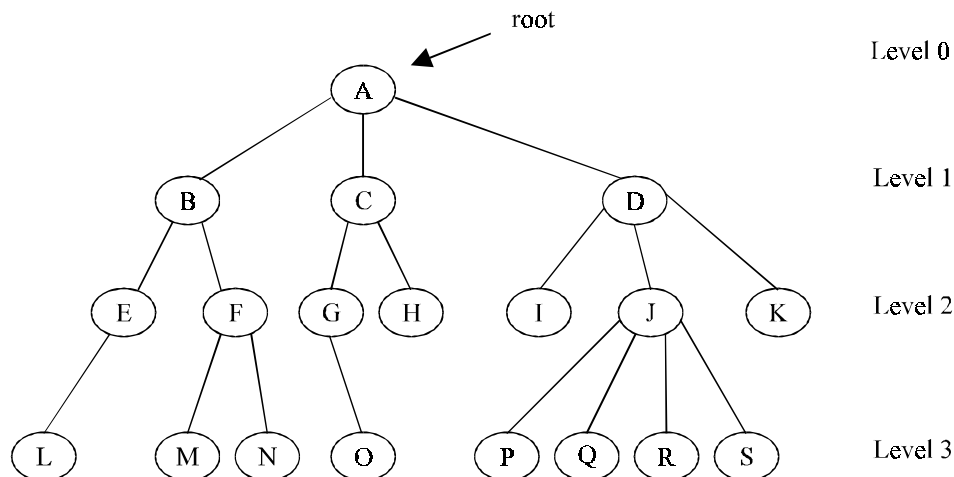 root
Level 0
A
Level 1
B C D
E F G H I J K
Level 2
L M N O P Q R S
Level 3